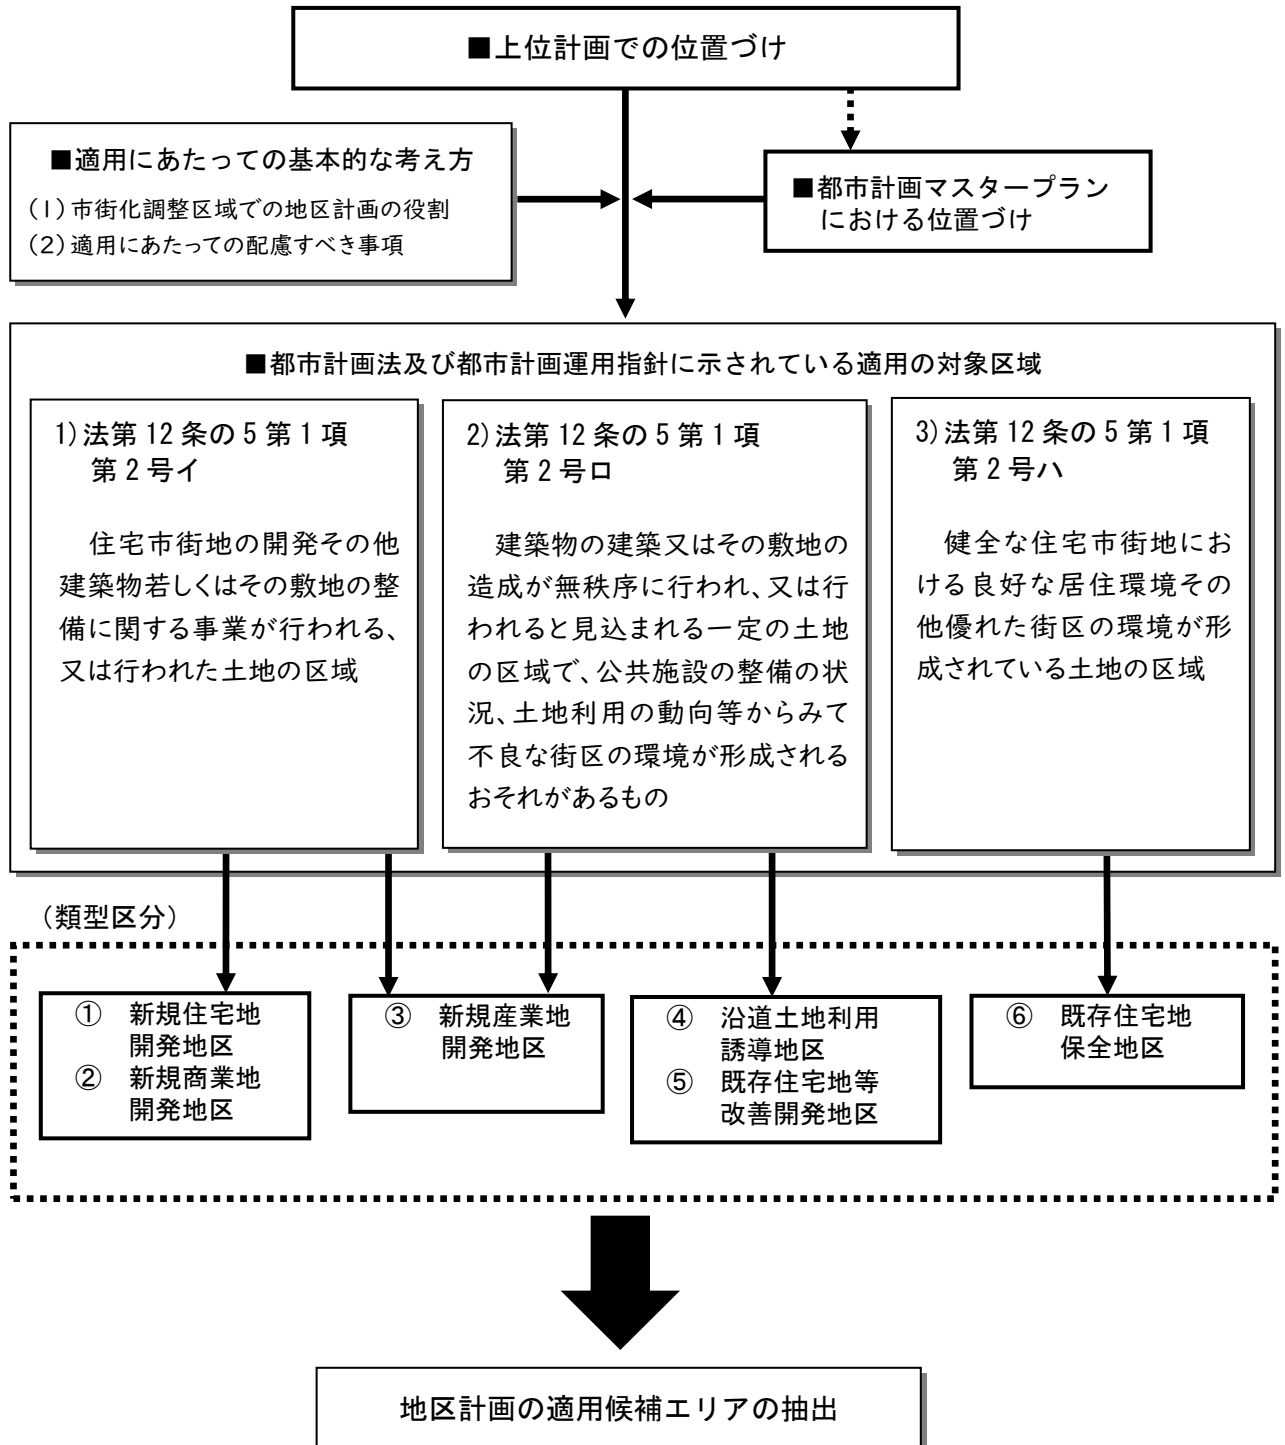 ■上位計画での位置づけ
■適用にあたっての基本的な考え方
(1)市街化調整区域での地区計画の役割
(2)適用にあたっての配慮すべき事項
■都市計画マスタープラン
における位置づけ
■都市計画法及び都市計画運用指針に示されている適用の対象区域
1)法第12条の5第1項
第2号イ
住宅市街地の開発その他
建築物若しくはその敷地の整
備に関する事業が行われる、
又は行われた土地の区域
2)法第12条の5第1項
第2号ロ
建築物の建築又はその敷地の
造成が無秩序に行われ、又は行
われると見込まれる一定の土地
の区域で、公共施設の整備の状
況、土地利用の動向等からみて
不良な街区の環境が形成される
おそれがあるもの
3)法第12条の5第1項
第2号ハ
健全な住宅市街地にお
ける良好な居住環境その
他優れた街区の環境が形
成されている土地の区域
(類型区分)
① 新規住宅地
開発地区
② 新規商業地
開発地区
③ 新規産業地
開発地区
④ 沿道土地利用
誘導地区
⑤ 既存住宅地等
改善開発地区
⑥ 既存住宅地
保全地区
地区計画の適用候補エリアの抽出